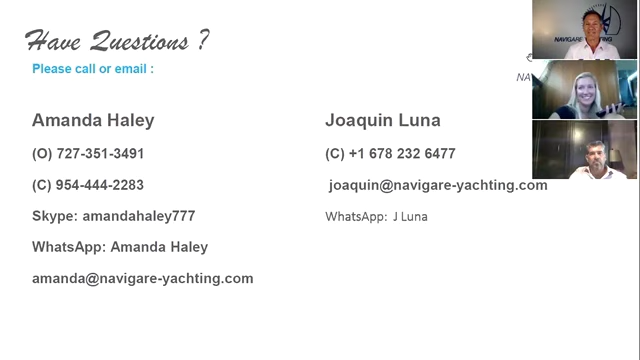 Have Questions ?
Please call or email :
Amanda Haley
(O) 727-351-3491
(C) 954-444-2283
Skype: amandahaley777
WhatsApp: Amanda Haley
amanda@navigare-yachting.com
Joaquin Luna
(C) +1 678 232 6477
joaquin@navigare-yachting.com
WhatsApp: J Luna